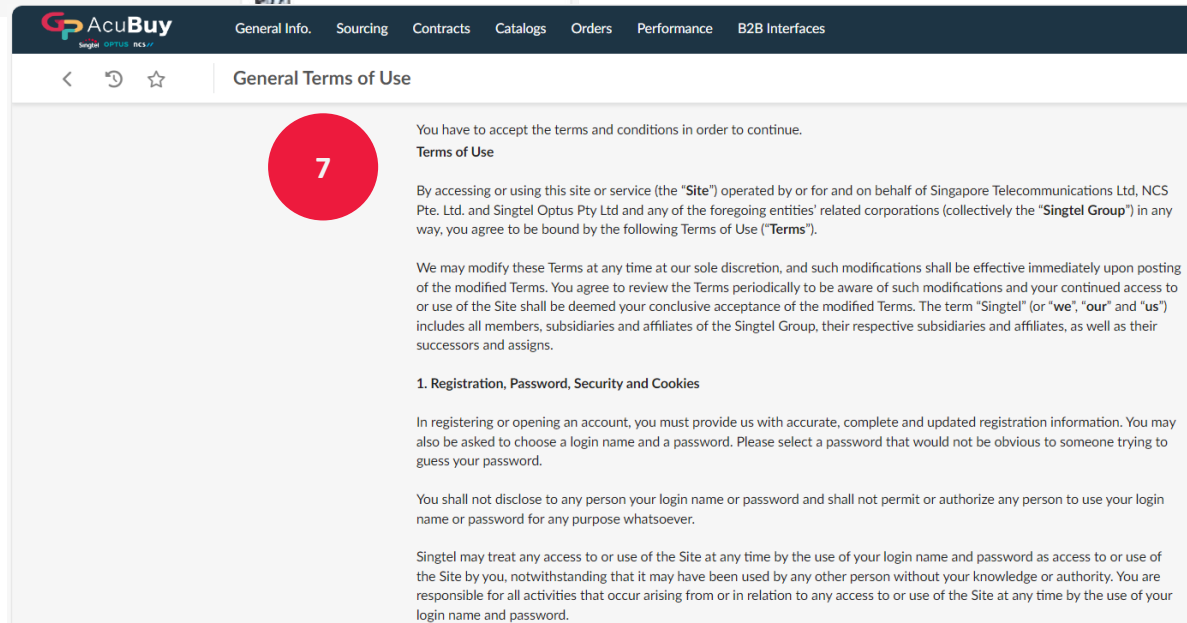 GP AcuBuy
Singtel OPTUS ncs//
General Info. Sourcing Contracts Catalogs Orders Performance B2B Interfaces
General Terms of Use
7
You have to accept the terms and conditions in order to continue.
Terms of Use
By accessing or using this site or service (the “Site”) operated by or for and on behalf of Singapore Telecommunications Ltd, NCS
Pte. Ltd. and Singtel Optus Pty Ltd and any of the foregoing entities’ related corporations (collectively the “Singtel Group”) in any
way, you agree to be bound by the following Terms of Use (“Terms”).
We may modify these Terms at any time at our sole discretion, and such modifications shall be effective immediately upon posting
of the modified Terms. You agree to review the Terms periodically to be aware of such modifications and your continued access to
or use of the Site shall be deemed your conclusive acceptance of the modified Terms. The term “Singtel” (or “we”, “our” and “us”)
includes all members, subsidiaries and affiliates of the Singtel Group, their respective subsidiaries and affiliates, as well as their
successors and assigns.
1. Registration, Password, Security and Cookies
In registering or opening an account, you must provide us with accurate, complete and updated registration information. You may
also be asked to choose a login name and a password. Please select a password that would not be obvious to someone trying to
guess your password.
You shall not disclose to any person your login name or password and shall not permit or authorize any person to use your login
name or password for any purpose whatsoever.
Singtel may treat any access to or use of the Site at any time by the use of your login name and password as access to or use of
the Site by you, notwithstanding that it may have been used by any other person without your knowledge or authority. You are
responsible for all activities that occur arising from or in relation to any access to or use of the Site at any time by the use of your
login name and password.